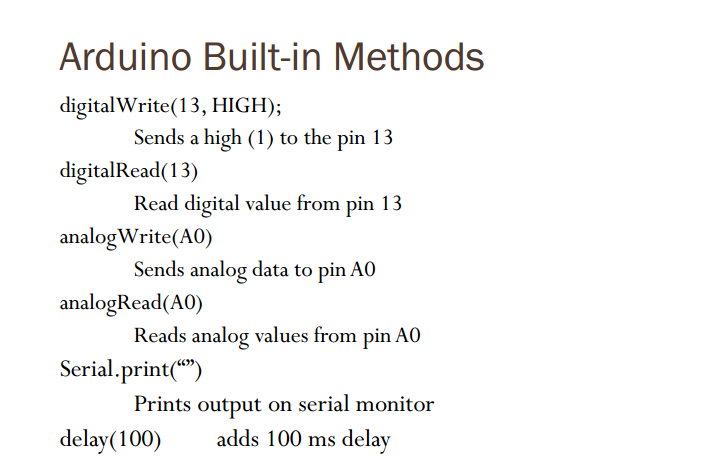 Arduino Built-in Methods
digitalWrite(13, HIGH);
Sends a high (1) to the pin 13
digitalRead(13)
Read digital value from pin 13
analogWrite(A0)
Sends analog data to pin A0
analogRead(A0)
Reads analog values from pin A0
Serial.print(“”)
Prints output on serial monitor
delay(100) adds 100 ms delay